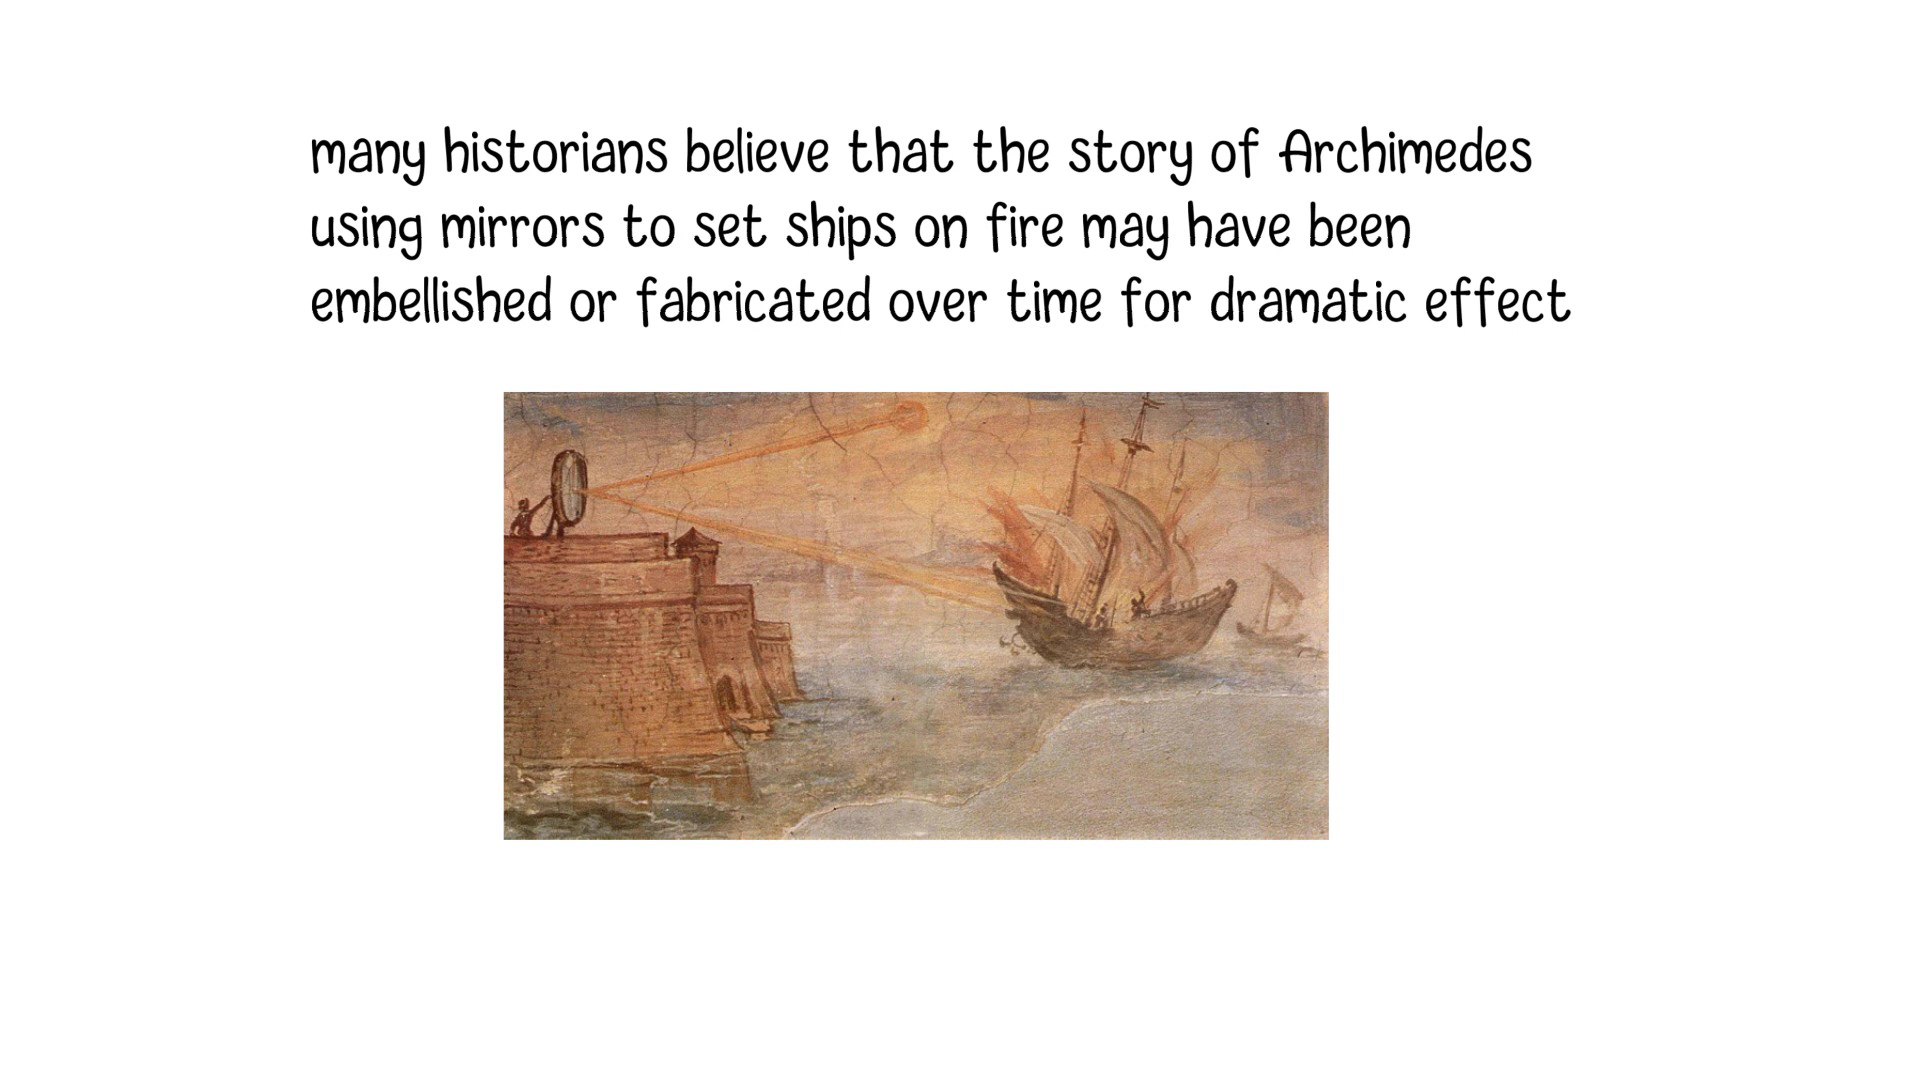 many historians believe that the story of Archimedes
using mirrors to set ships on fire may have been
embellished or fabricated over time for dramatic effect